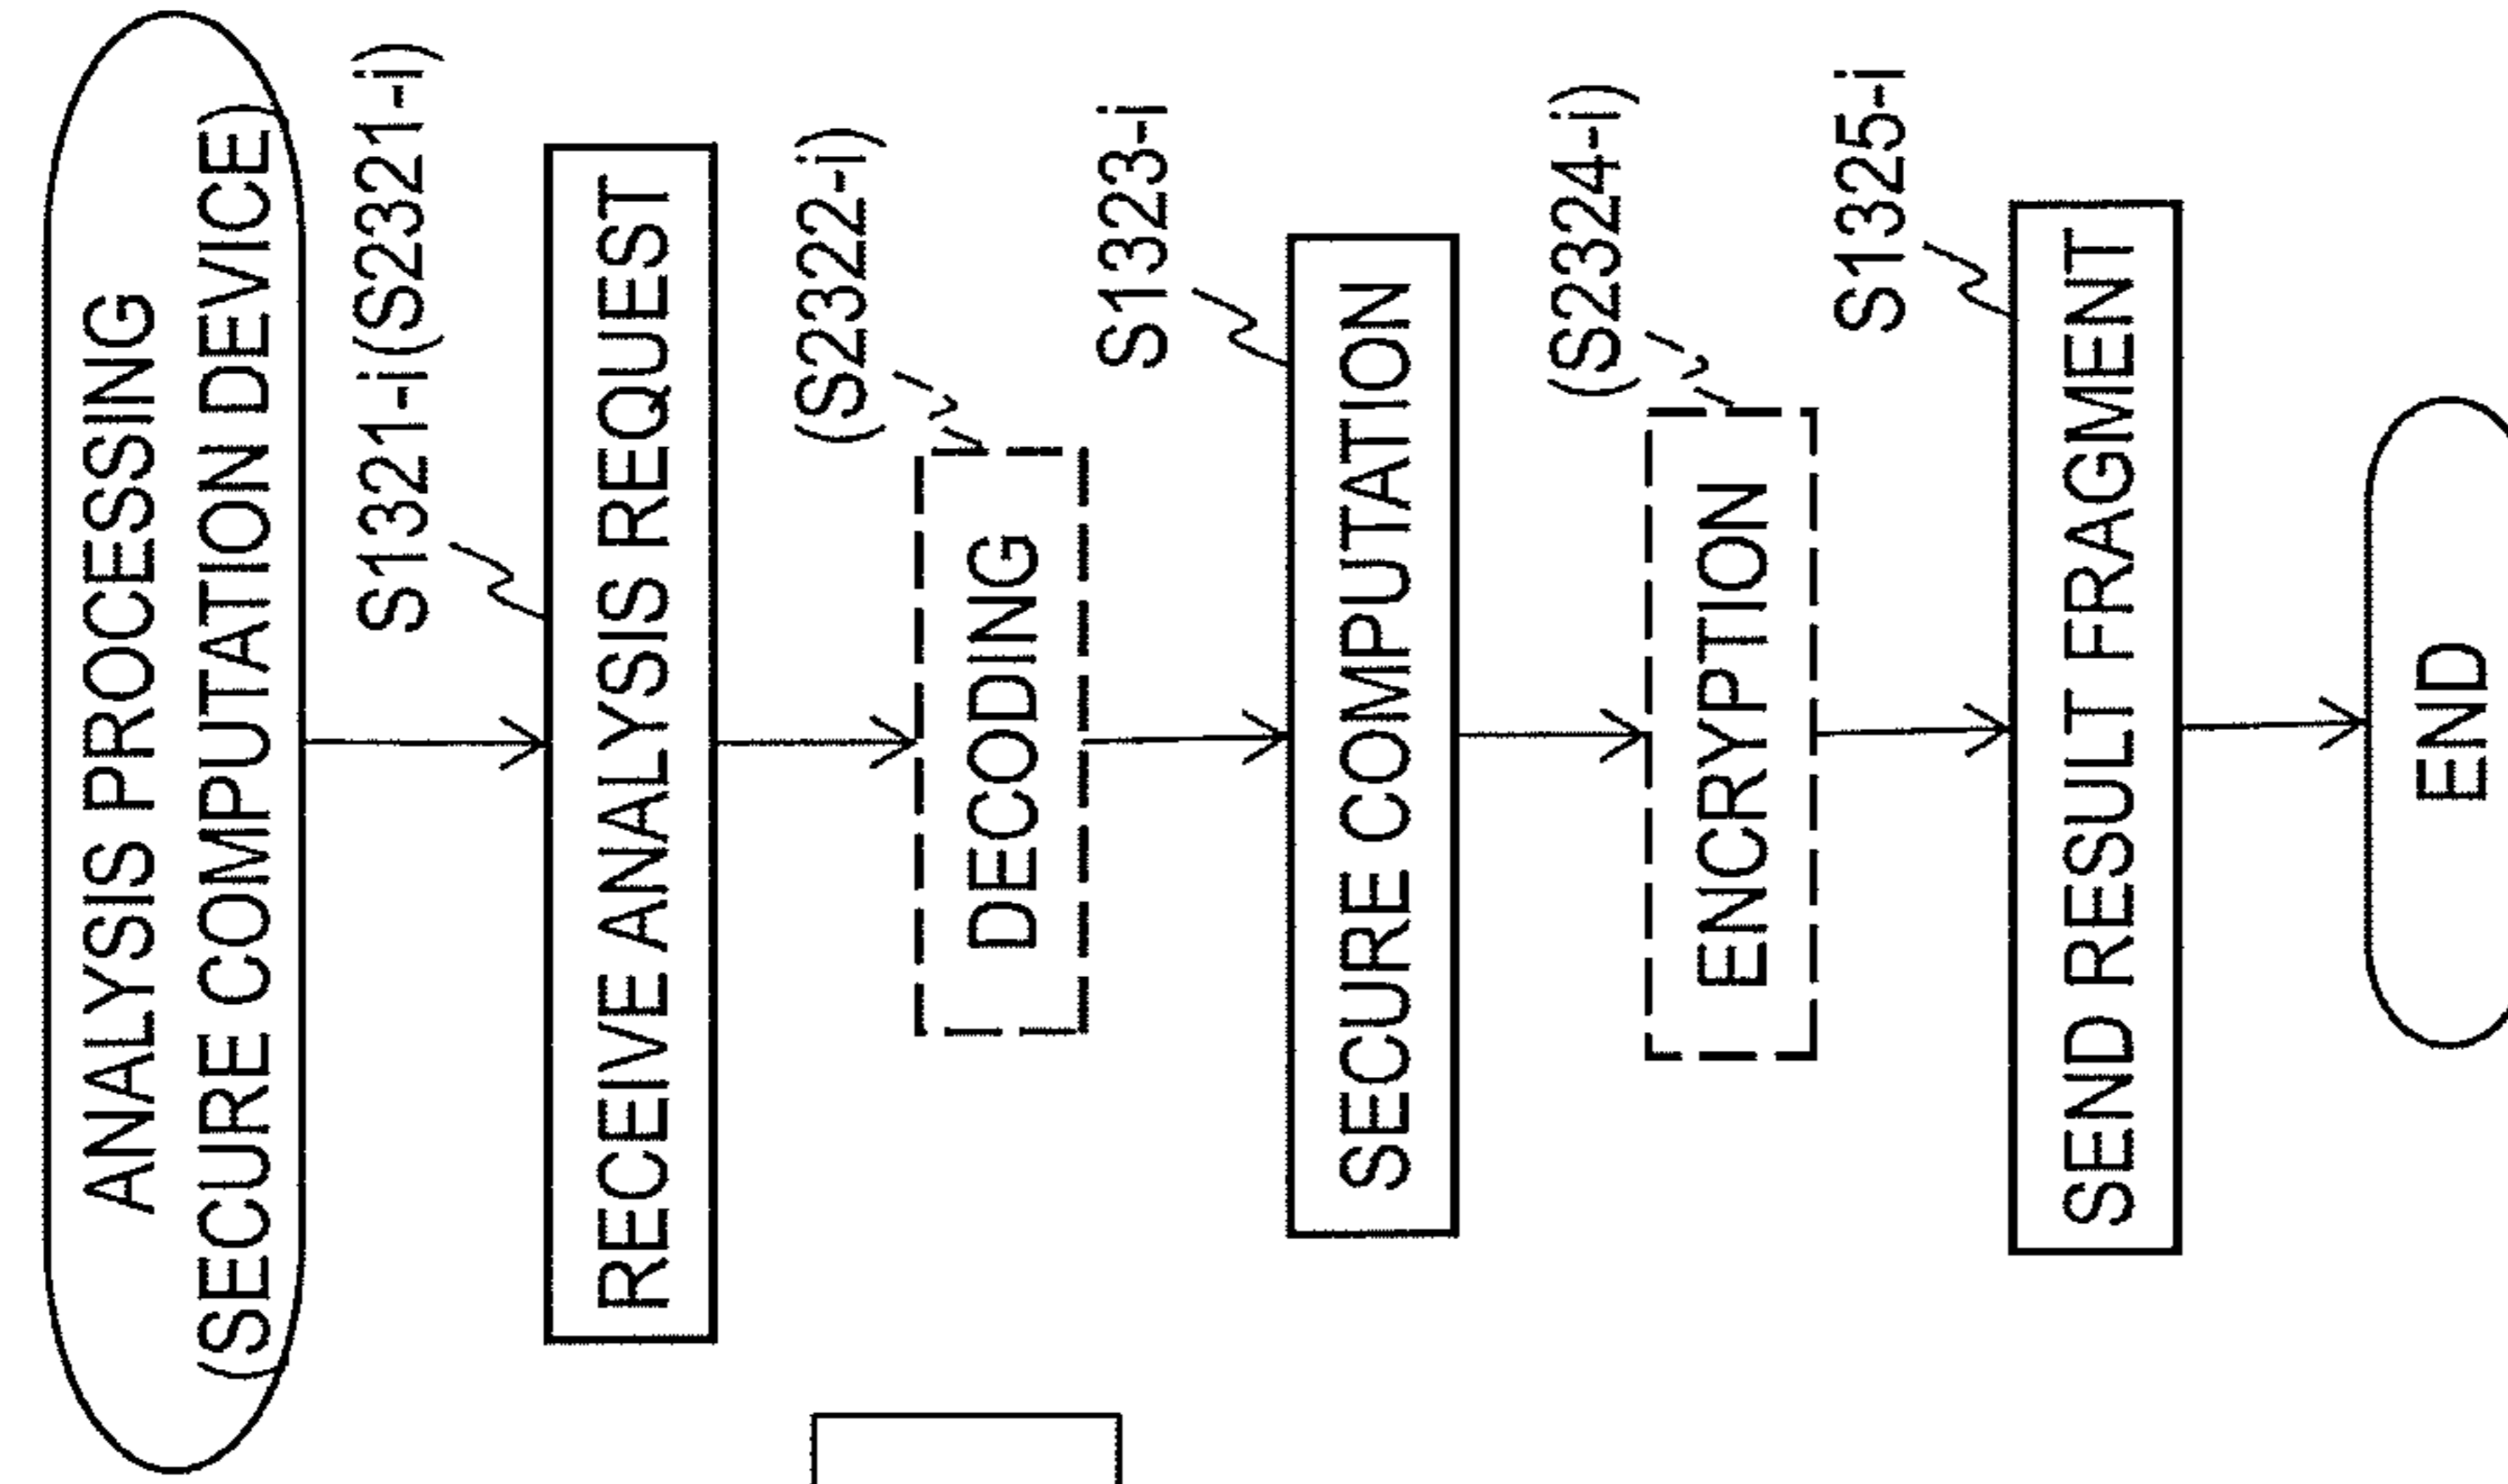 ANALYSIS PROCESSING
(SECURE COMPUTATION DEVICE)
S1321-i(S2321-i)
RECEIVE ANALYSIS REQUEST
(S2322-i)
DECODING
S1323-i
SECURE COMPUTATION
(S2324-i)
ENCRYPTION
S1325-i
SEND RESULT FRAGMENT
END